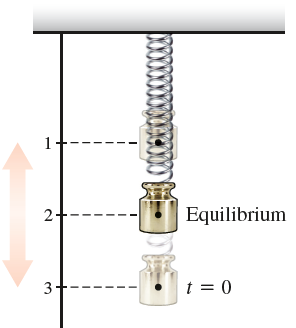 1
2 Equilibrium
3 t = 0